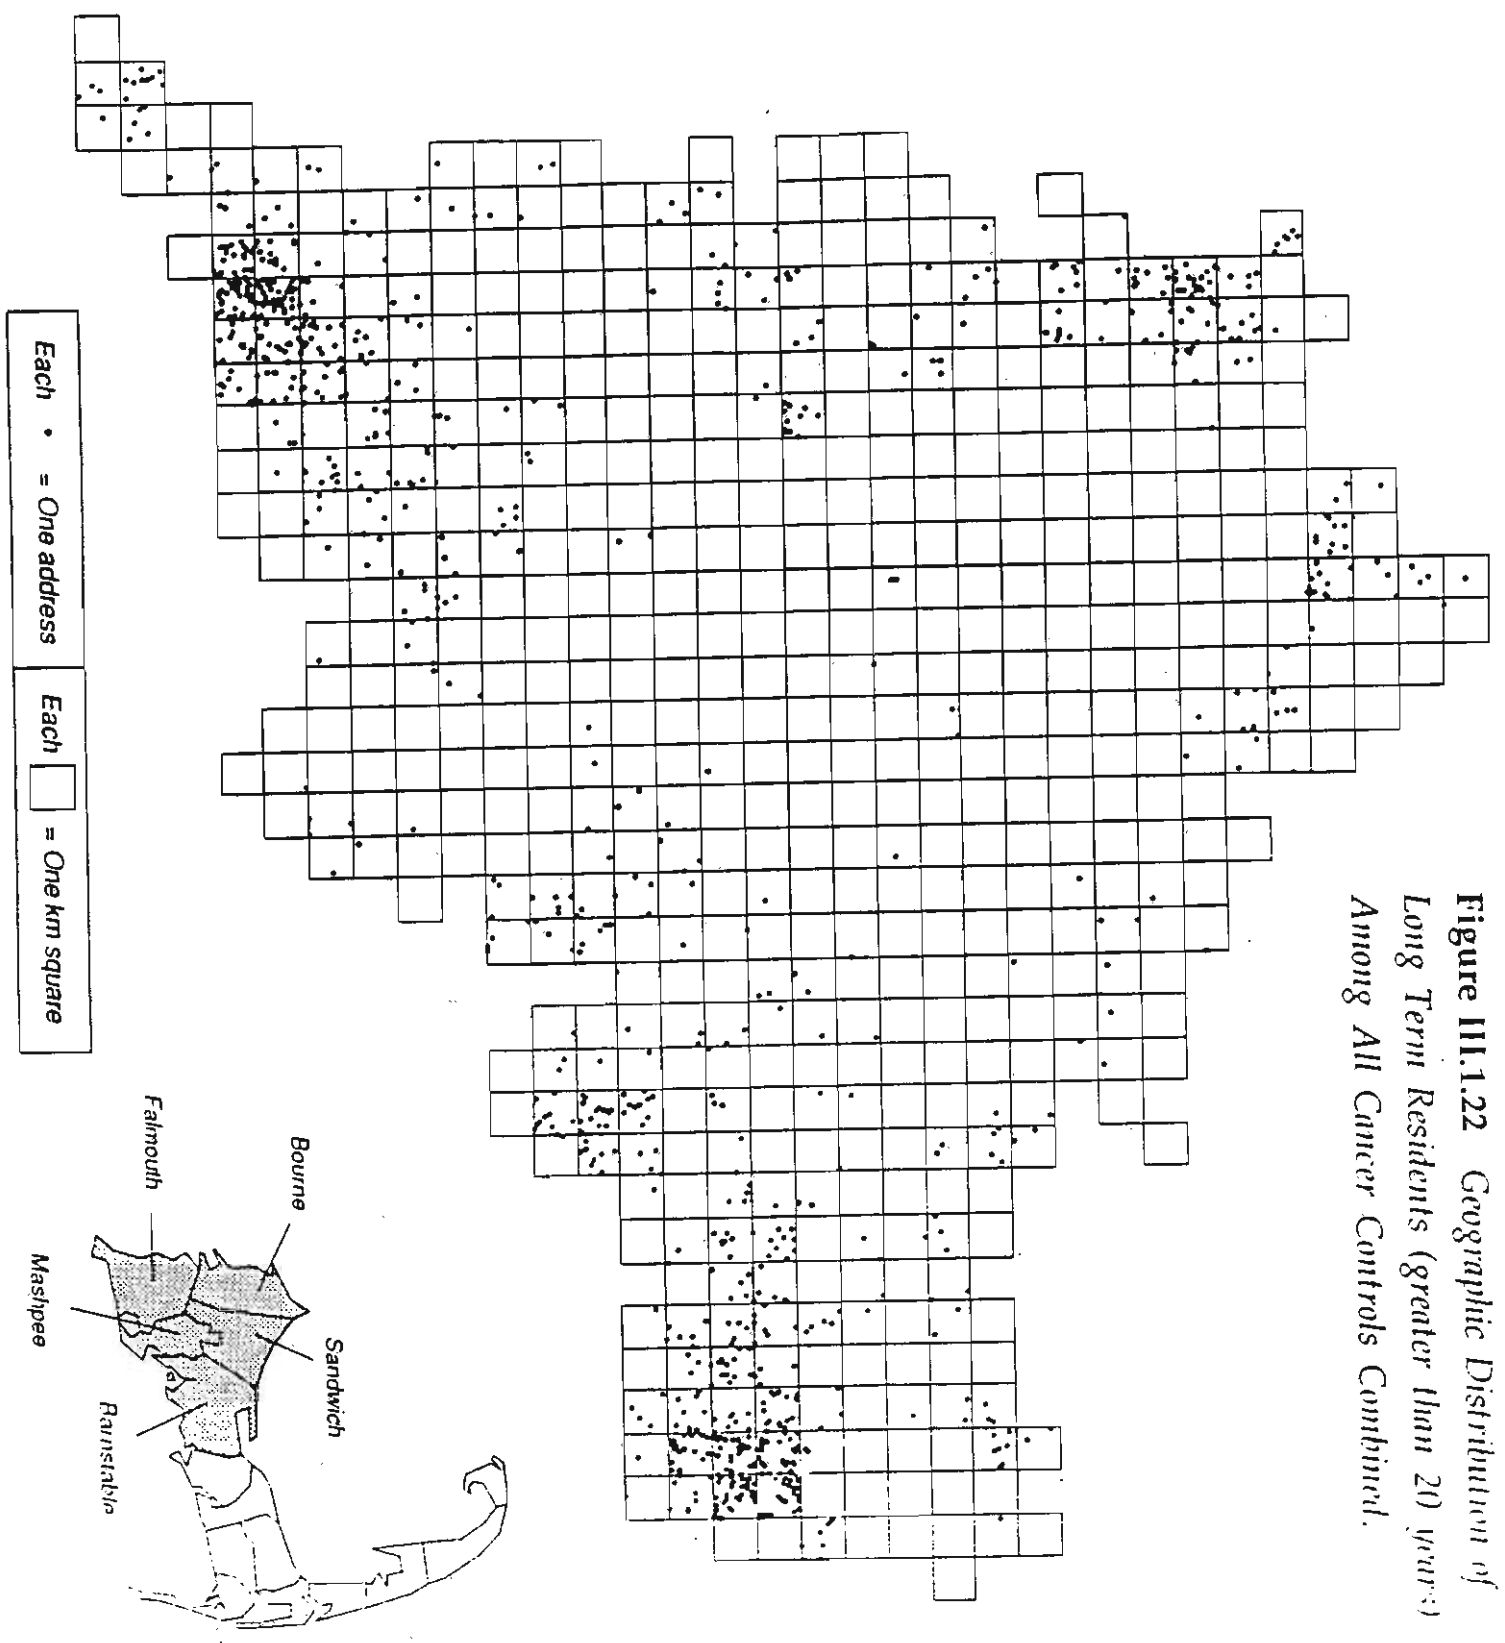 Figure III.1.22 Geographic Distribution of
Long Term Residents (greater than 20 years)
Among All Cancer Controls Combined.
Each • = One address
Each □ = One km square
Bourne
Sandwich
Falmouth
Mashpee
Barnstable